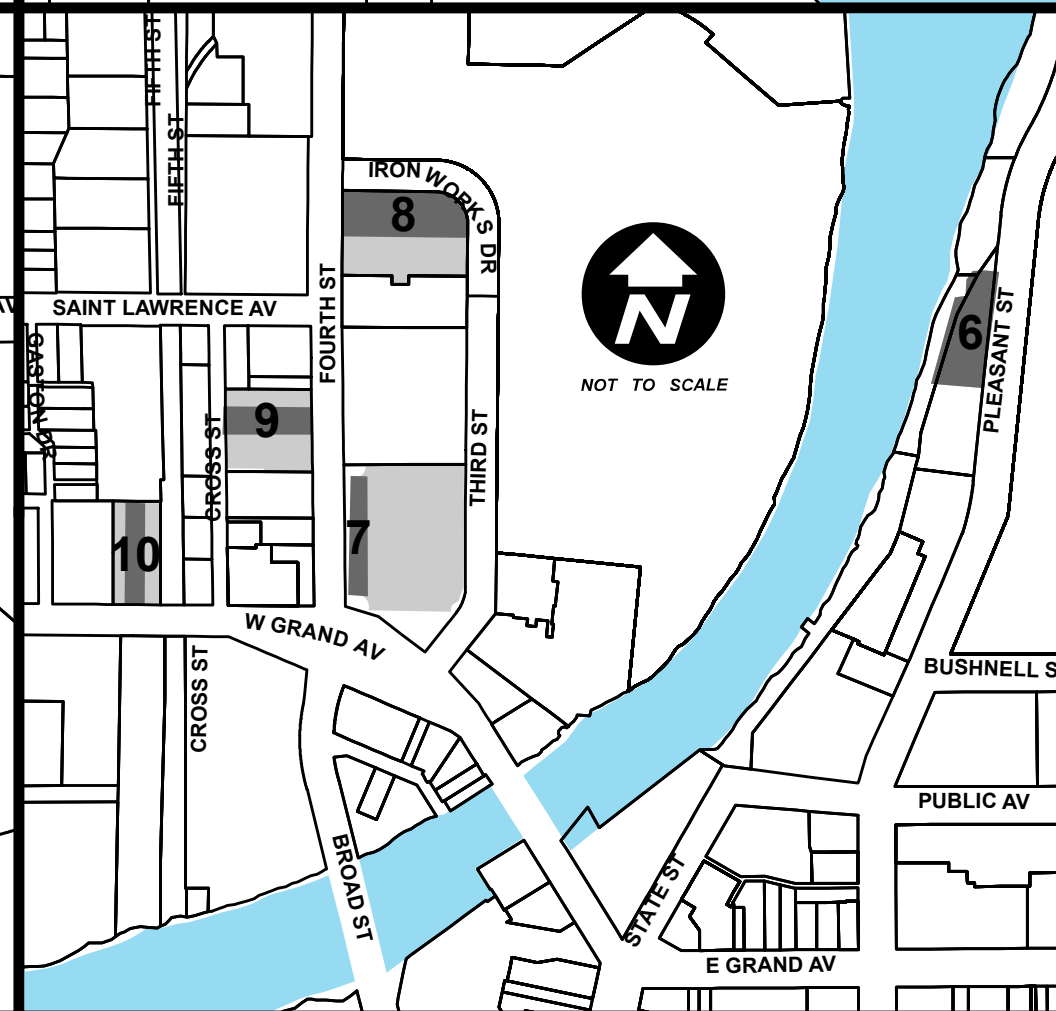 FIFTH ST
FIFTH ST
IRON WORKS DR
8
SAINT LAWRENCE AV
FOURTH ST
N
NOT TO SCALE
6
PLEASANT ST
GASTON DR
CROSS ST
9
THIRD ST
7
10
W GRAND AV
CROSS ST
BUSHNELL S
PUBLIC AV
BROAD ST
STATE ST
E GRAND AV